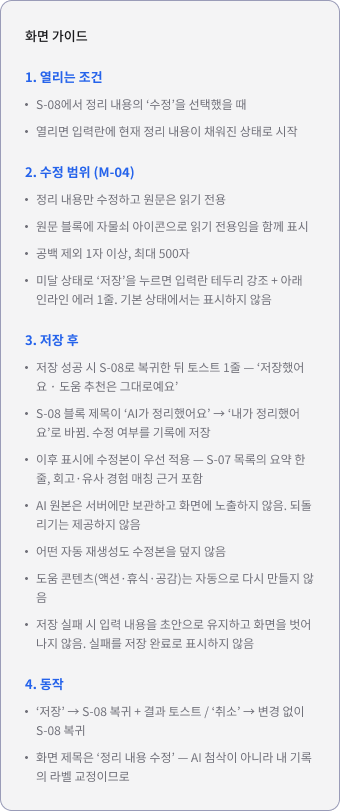 화면 가이드
1. 열리는 조건
• S-08에서 정리 내용의 ‘수정’을 선택했을 때
• 열리면 입력란에 현재 정리 내용이 채워진 상태로 시작
2. 수정 범위 (M-04)
• 정리 내용만 수정하고 원문은 읽기 전용
• 원문 블록에 자물쇠 아이콘으로 읽기 전용임을 함께 표시
• 공백 제외 1자 이상, 최대 500자
• 미달 상태로 ‘저장’을 누르면 입력란 테두리 강조 + 아래
인라인 에러 1줄. 기본 상태에서는 표시하지 않음
3. 저장 후
• 저장 성공 시 S-08로 복귀한 뒤 토스트 1줄 — ‘저장했어
요 · 도움 추천은 그대로예요’
• S-08 블록 제목이 ‘AI가 정리했어요’ → ‘내가 정리했어
요’로 바뀜. 수정 여부를 기록에 저장
• 이후 표시에 수정본이 우선 적용 — S-07 목록의 요약 한
줄, 회고·유사 경험 매칭 근거 포함
• AI 원본은 서버에만 보관하고 화면에 노출하지 않음. 되돌
리기는 제공하지 않음
• 어떤 자동 재생성도 수정본을 덮지 않음
• 도움 콘텐츠(액션·휴식·공감)는 자동으로 다시 만들지 않
음
• 저장 실패 시 입력 내용을 초안으로 유지하고 화면을 벗어
나지 않음. 실패를 저장 완료로 표시하지 않음
4. 동작
• ‘저장’ → S-08 복귀 + 결과 토스트 / ‘취소’ → 변경 없이
S-08 복귀
• 화면 제목은 ‘정리 내용 수정’ — AI 첨삭이 아니라 내 기록
의 라벨 교정이므로